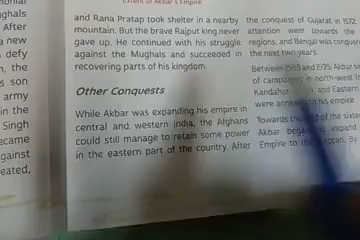 Extent of Akbar's Empire
ghals
After
a new
in the
n, the
s son
army
efy
Singh
ecame
gainst
eated,
and Rana Pratap took shelter in a nearby
mountain. But the brave Rajput king never
gave up. He continued with his struggle
against the Mughals and succeeded in
recovering parts of his kingdom.
Other Conquests
While Akbar was expanding his empire in
central and western India, the Afghans
could still manage to retain some power
in the eastern part of the country. After
the conquest of Gujarat in 1572,
attention went towards the
regions, and Bengal was conque
the next two years.
Between 1585 and 1595, Akbar se
of campaigns in north-west
Kandahar and Eastern
were annexed to his empire.
Towards the end of the sixte
Akbar began to expand
Empire to the Deccan. By